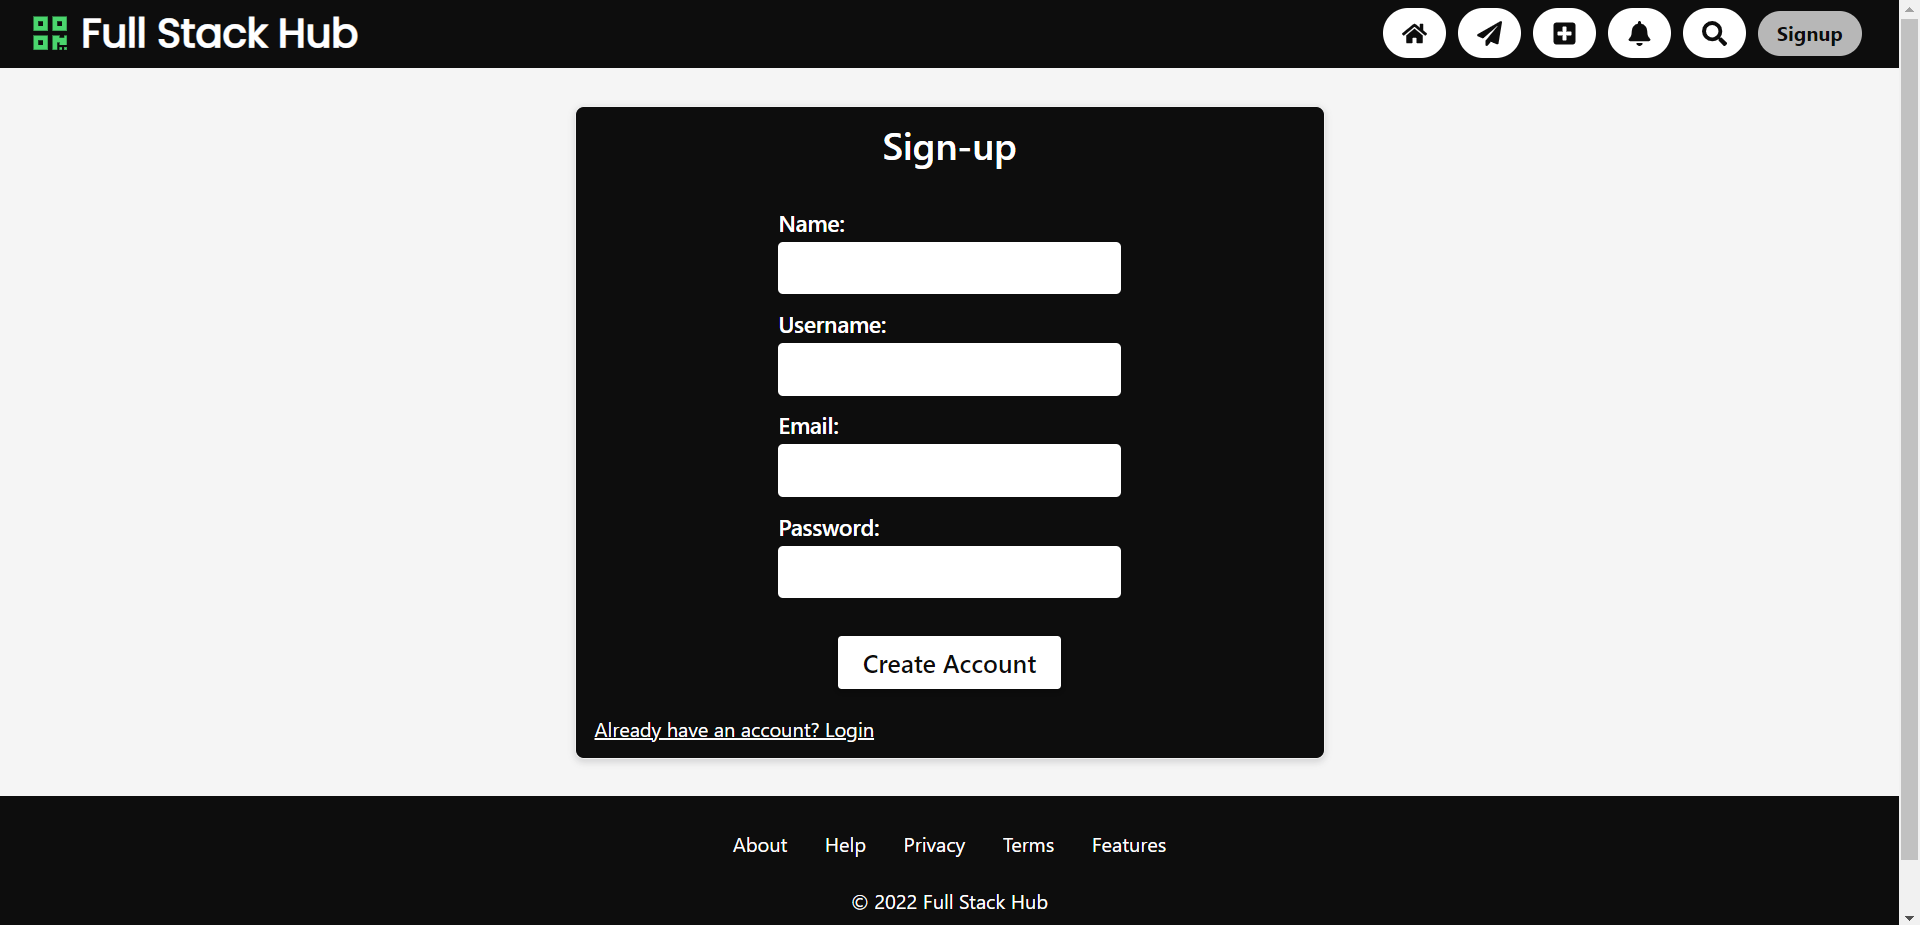 Full Stack Hub
Signup
Sign-up
Name:
Username:
Email:
Password:
Create Account
Already have an account? Login
About Help Privacy Terms Features
© 2022 Full Stack Hub